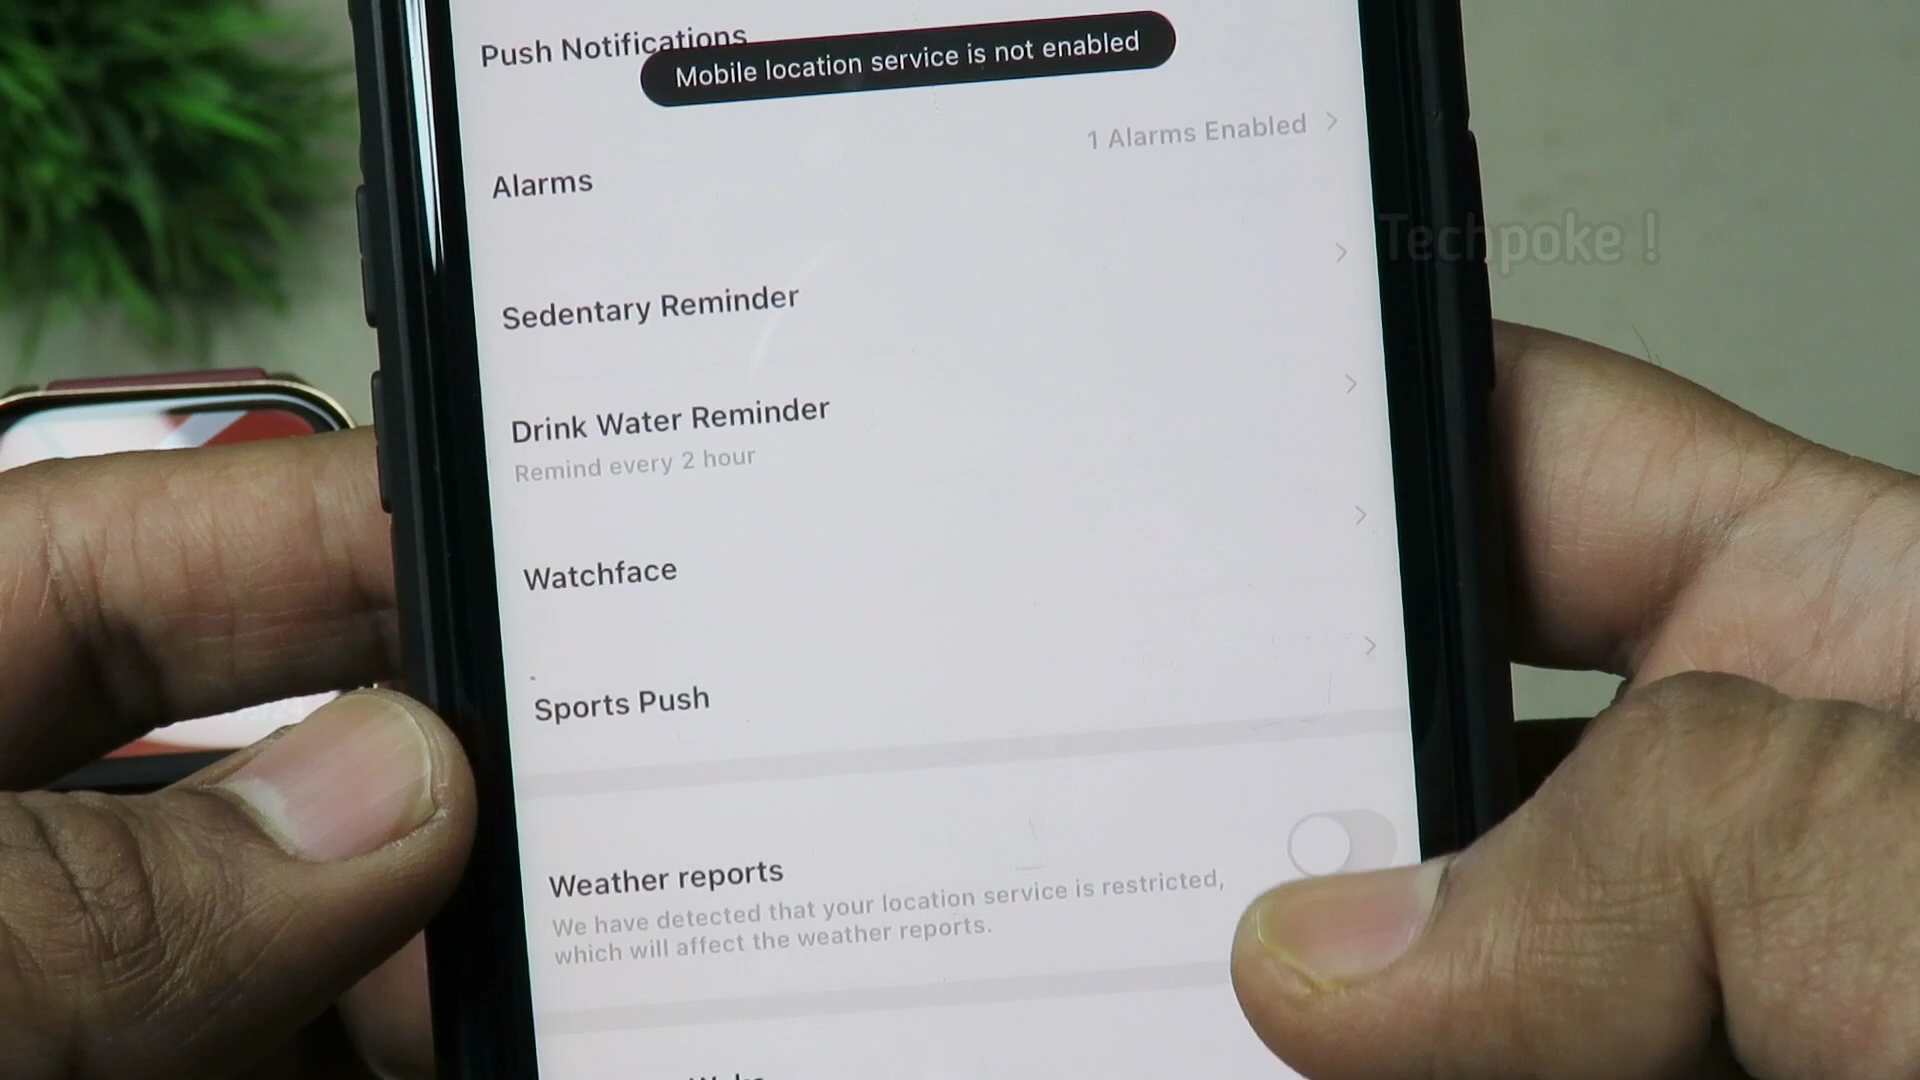 Push Notifications
Mobile location service is not enabled
1 Alarms Enabled
Alarms
Techpoke !
Sedentary Reminder
Drink Water Reminder
Remind every 2 hour
Watchface
Sports Push
Weather reports
We have detected that your location service is restricted,
which will affect the weather reports.